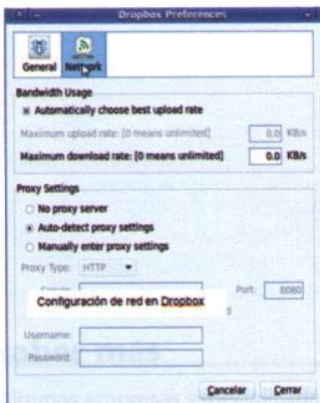 Dropbox Preferences
General Network
Bandwidth Usage
Automatically choose best upload rate
Maximum upload rate: [0 means unlimited] 0.0 KB/s
Maximum download rate: [0 means unlimited] 0.0 KB/s
Proxy Settings
No proxy server
Auto-detect proxy settings
Manually enter proxy settings
Proxy Type: HTTP
Port: 8080
Configuración de red en Dropbox
Username:
Password:
Cancelar Cerrar